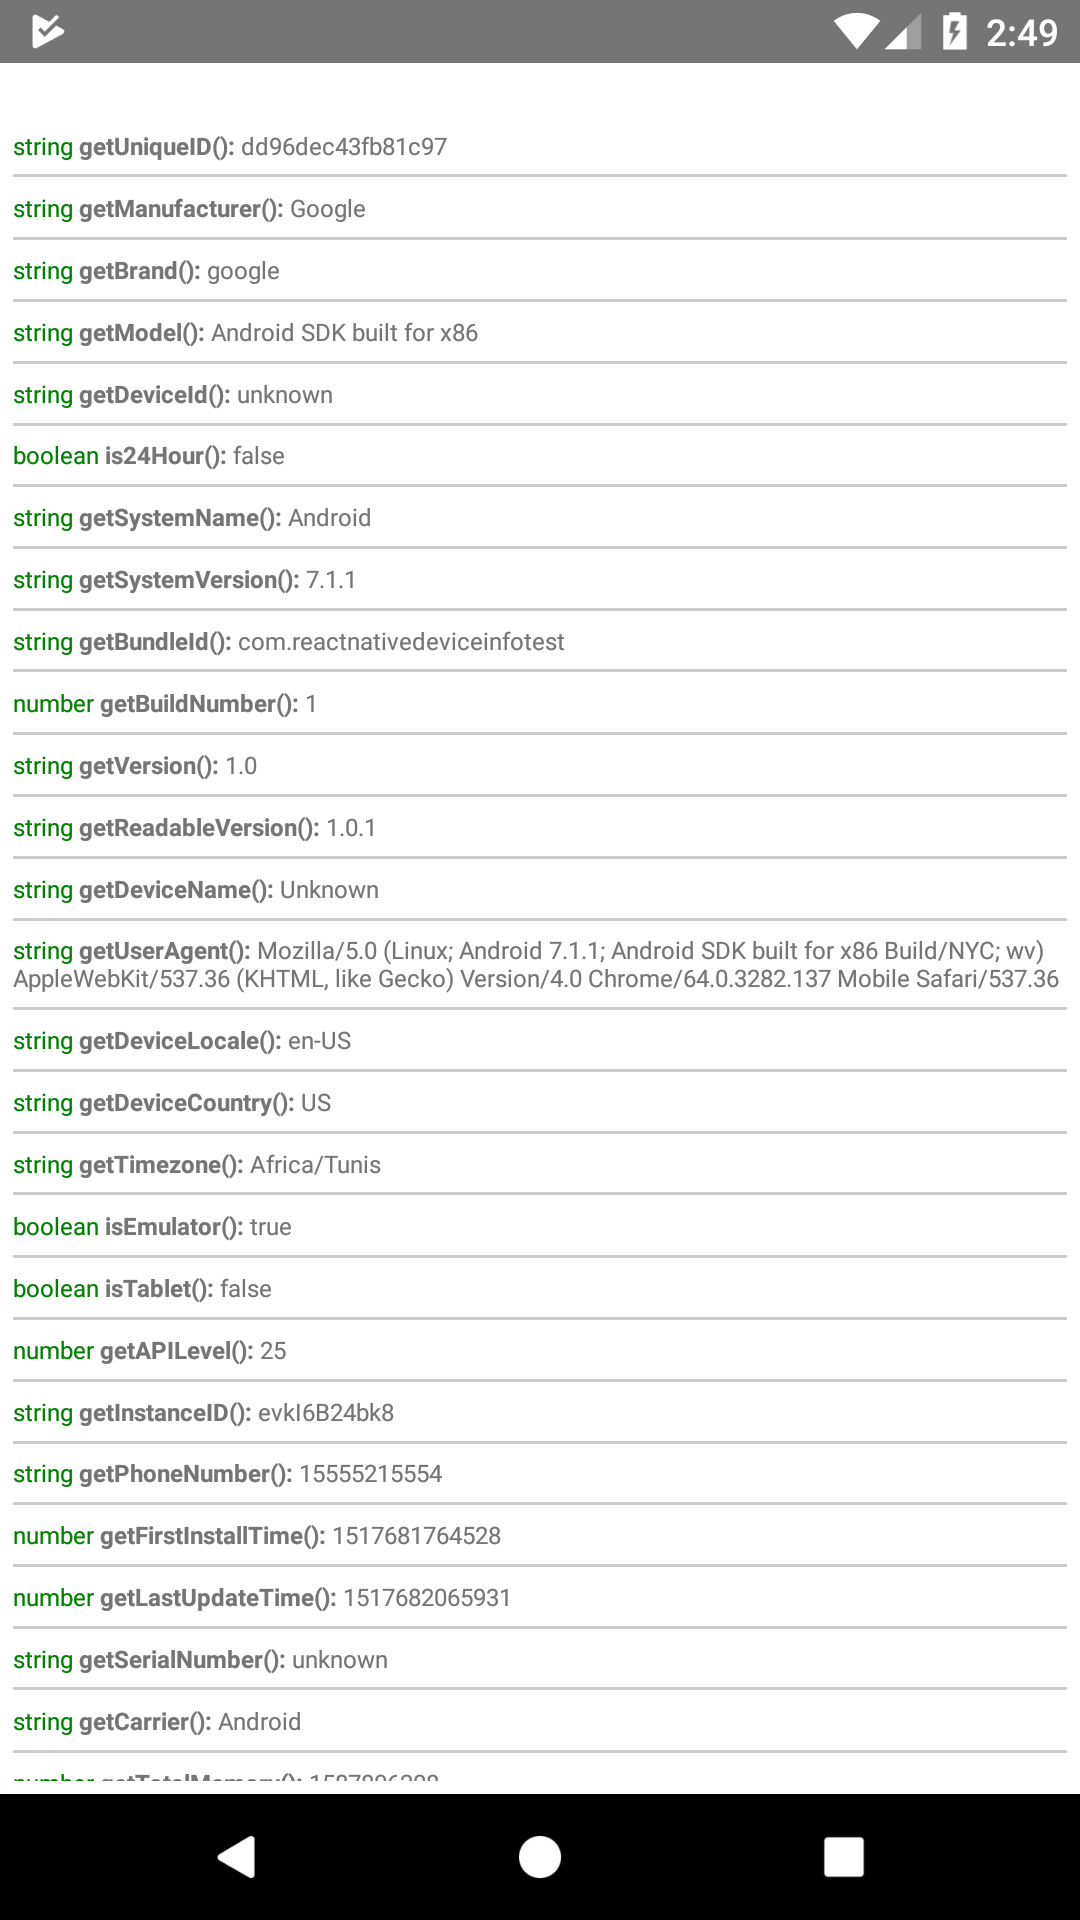 2:49
string getUniqueID(): dd96dec43fb81c97
string getManufacturer(): Google
string getBrand(): google
string getModel(): Android SDK built for x86
string getDeviceId(): unknown
boolean is24Hour(): false
string getSystemName(): Android
string getSystemVersion(): 7.1.1
string getBundleId(): com.reactnativedeviceinfotest
number getBuildNumber(): 1
string getVersion(): 1.0
string getReadableVersion(): 1.0.1
string getDeviceName(): Unknown
string getUserAgent(): Mozilla/5.0 (Linux; Android 7.1.1; Android SDK built for x86 Build/NYC; wv)
AppleWebKit/537.36 (KHTML, like Gecko) Version/4.0 Chrome/64.0.3282.137 Mobile Safari/537.36
string getDeviceLocale(): en-US
string getDeviceCountry(): US
string getTimezone(): Africa/Tunis
boolean isEmulator(): true
boolean isTablet(): false
number getAPILevel(): 25
string getInstanceID(): evkI6B24bk8
string getPhoneNumber(): 15555215554
number getFirstInstallTime(): 1517681764528
number getLastUpdateTime(): 1517682065931
string getSerialNumber(): unknown
string getCarrier(): Android
number getTotalMemory():